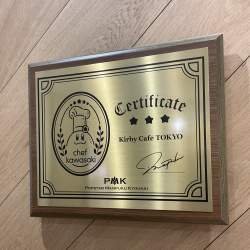 Certificate
Kirby Cafe TOKYO
chef
kawasaki
PMK